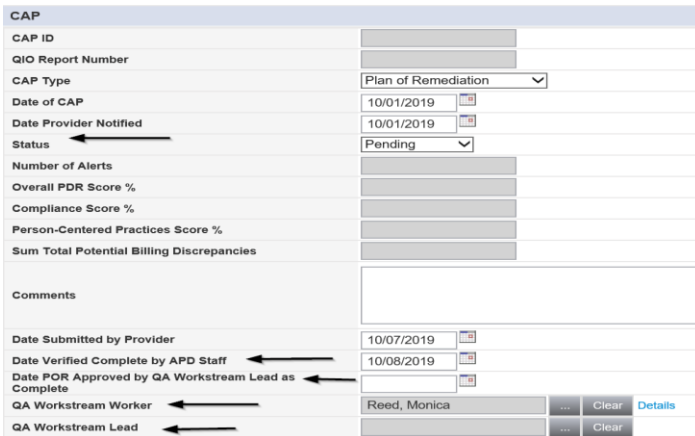 CAP
CAP ID
QIO Report Number
CAP Type Plan of Remediation
Date of CAP 10/01/2019
Date Provider Notified 10/01/2019
Status Pending
Number of Alerts
Overall PDR Score %
Compliance Score %
Person-Centered Practices Score %
Sum Total Potential Billing Discrepancies
Comments
Date Submitted by Provider 10/07/2019
Date Verified Complete by APD Staff 10/08/2019
Date POR Approved by QA Workstream Lead as
Complete
QA Workstream Worker Reed, Monica ... Clear Details
QA Workstream Lead ... Clear